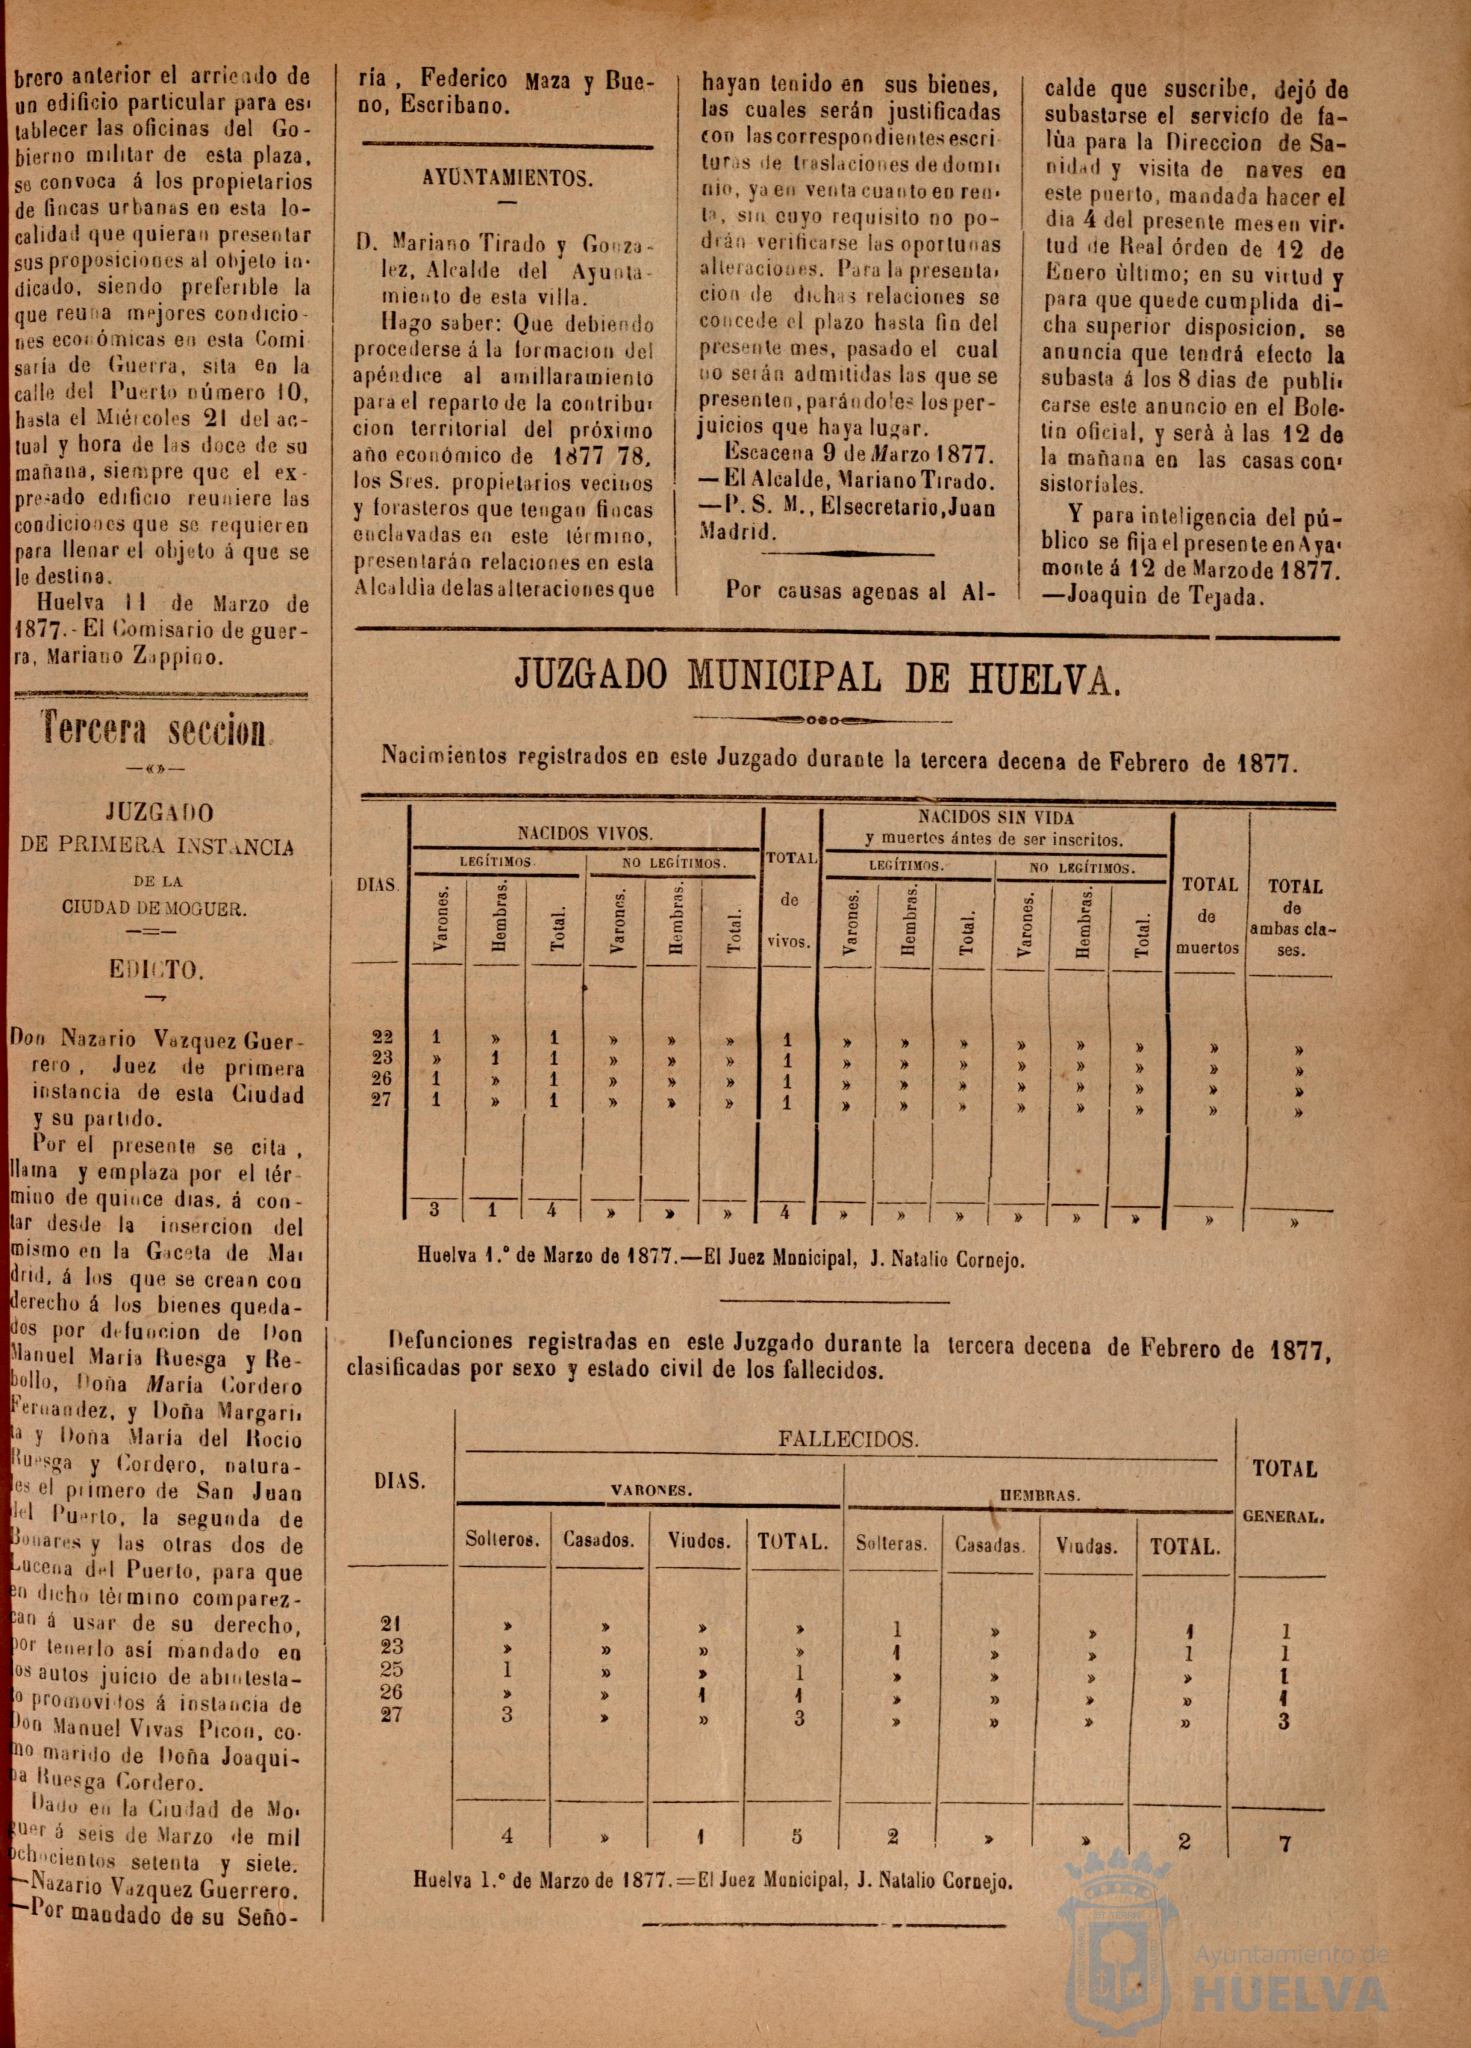 brero anterior el arriendo de
un edificio particular para es-
tablecer las oficinas del Go-
bierno militar de esta plaza,
se convoca á los propietarios
de fincas urbanas en esta lo-
calidad que quieran presentar
sus proposiciones al objeto in-
dicado, siendo preferible la
que reuna mejores condicio-
nes económicas en esta Comi
saría de Guerra, sita en la
calle del Puerto número 10,
hasta el Miércoles 21 del ac-
tual y hora de las doce de su
mañana, siempre que el ex-
presado edificio reuniere las
condiciones que se requieren
para llenar el objeto á que se
le destina.
Huelva 11 de Marzo de
1877.-El Comisario de guer-
ra, Mariano Zappino.
Tercera seccion
—«»—
JUZGADO
DE PRIMERA INSTANCIA
DE LA
CIUDAD DE MOGUER.
EDICTO.
Don Nazario Vazquez Guer-
rero, Juez de primera
instancia de esta Ciudad
y su partido.
Por el presente se cita,
llama y emplaza por el tér-
mino de quince dias, á con-
tar desde la insercion del
mismo en la Gaceta de Ma-
drid, á los que se crean con
derecho á los bienes queda-
dos por defuncion de Don
Manuel Maria Ruesga y Re-
bollo, Doña María Cordero
Fernandez, y Doña Margari-
ta y Doña María del Rocio
Ruesga y Cordero, natura-
les el primero de San Juan
del Puerto, la segunda de
Bonares y las otras dos de
Lucena del Puerto, para que
en dicho término comparez-
can á usar de su derecho,
por tenerlo así mandado en
los autos juicio de abintesta-
to promovidos á instancia de
Don Manuel Vivas Picon, co-
mo marido de Doña Joaqui-
na Ruesga Cordero.
Dado en la Ciudad de Mo-
guer á seis de Marzo de mil
ochocientos setenta y siete.
—Nazario Vazquez Guerrero.
—Por mandado de su Seño-
ría, Federico Maza y Bue-
no, Escribano.
AYUNTAMIENTOS.
D. Mariano Tirado y Gonza-
lez, Alcalde del Ayunta-
miento de esta villa.
Hago saber: Que debiendo
procederse á la formacion del
apéndice al amillaramiento
para el reparto de la contribu-
cion territorial del próximo
año económico de 1877 78,
los Sres. propietarios vecinos
y forasteros que tengan fincas
enclavadas en este término,
presentarán relaciones en esta
Alcaldia de las alteraciones que
hayan tenido en sus bienes,
las cuales serán justificadas
con las correspondientes escri
turas de traslaciones de domi-
nio, ya en venta cuanto en ren-
ta, sin cuyo requisito no po-
drán verificarse las oportunas
alteraciones. Para la presenta-
cion de dichas relaciones se
concede el plazo hasta fin del
presente mes, pasado el cual
no serán admitidas las que se
presenten, parándoles los per-
juicios que haya lugar.
Escacena 9 de Marzo 1877.
—El Alcalde, Mariano Tirado.
—P. S. M., El secretario, Juan
Madrid.
Por causas agenas al Al-
calde que suscribe, dejó de
subastarse el servicio de fa-
lùa para la Direccion de Sa-
nidad y visita de naves en
este puerto, mandada hacer el
dia 4 del presente mes en vir-
tud de Real órden de 12 de
Enero ùltimo; en su virtud y
para que quede cumplida di-
cha superior disposicion, se
anuncia que tendrá efecto la
subasta á los 8 dias de publi-
carse este anuncio en el Bole-
tin oficial, y será à las 12 de
la mañana en las casas con-
sistoriales.
Y para inteligencia del pú-
blico se fija el presente en Aya-
monte á 12 de Marzo de 1877.
—Joaquin de Tejada.
JUZGADO MUNICIPAL DE HUELVA.
Nacimientos registrados en este Juzgado durante la tercera decena de Febrero de 1877.
DIAS. NACIDOS VIVOS. TOTAL de vivos. NACIDOS SIN VIDA y muertos ántes de ser inscritos. TOTAL de muertos TOTAL de ambas cla-ses.
LEGÍTIMOS NO LEGÍTIMOS. LEGÍTIMOS. NO LEGÍTIMOS.
Varones. Hembras. Total. Varones. Hembras. Total. Varones. Hembras. Total. Varones. Hembras. Total.
22 1 » 1 » » » 1 » » » » » » » »
23 » 1 1 » » » 1 » » » » » » » »
26 1 » 1 » » » 1 » » » » » » » »
27 1 » 1 » » » 1 » » » » » » » »
3 1 4 » » » 4 » » » » » » » »
Huelva 1.º de Marzo de 1877.—El Juez Municipal, J. Natalio Cornejo.
Defunciones registradas en este Juzgado durante la tercera decena de Febrero de 1877,
clasificadas por sexo y estado civil de los fallecidos.
DIAS. FALLECIDOS. TOTAL GENERAL.
VARONES. HEMBRAS.
Solteros. Casados. Viudos. TOTAL. Solteras. Casadas. Viudas. TOTAL.
21 » » » » 1 » » 1 1
23 » » » » 1 » » 1 1
25 1 » » 1 » » » » 1
26 » » 1 1 » » » » 1
27 3 » » 3 » » » » 3
4 » 1 5 2 » » 2 7
Huelva 1.º de Marzo de 1877.=El Juez Municipal, J. Natalio Cornejo.
Ayuntamiento de
HUELVA